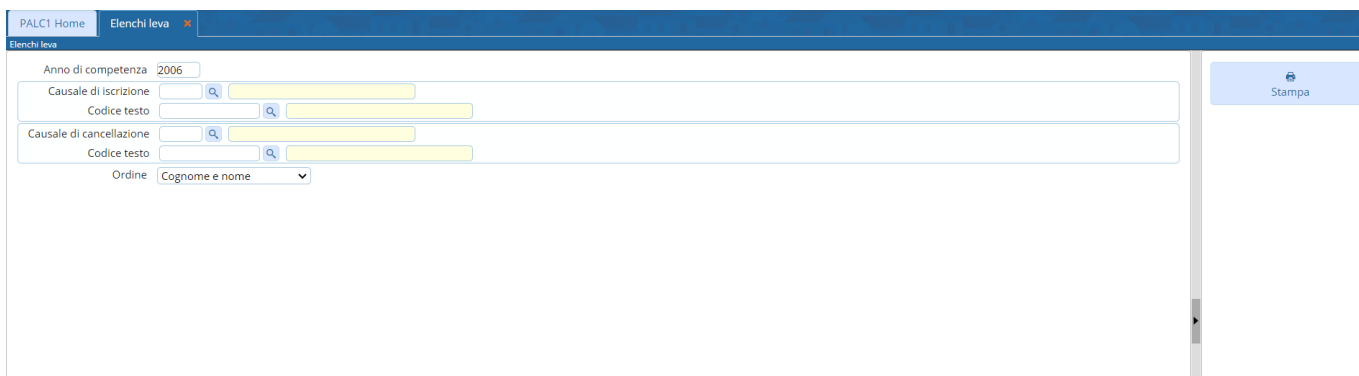 PALC1 Home Elenchi leva ×
Elenchi leva
Anno di competenza 2006
Causale di iscrizione
Codice testo
Causale di cancellazione
Codice testo
Ordine Cognome e nome
Stampa